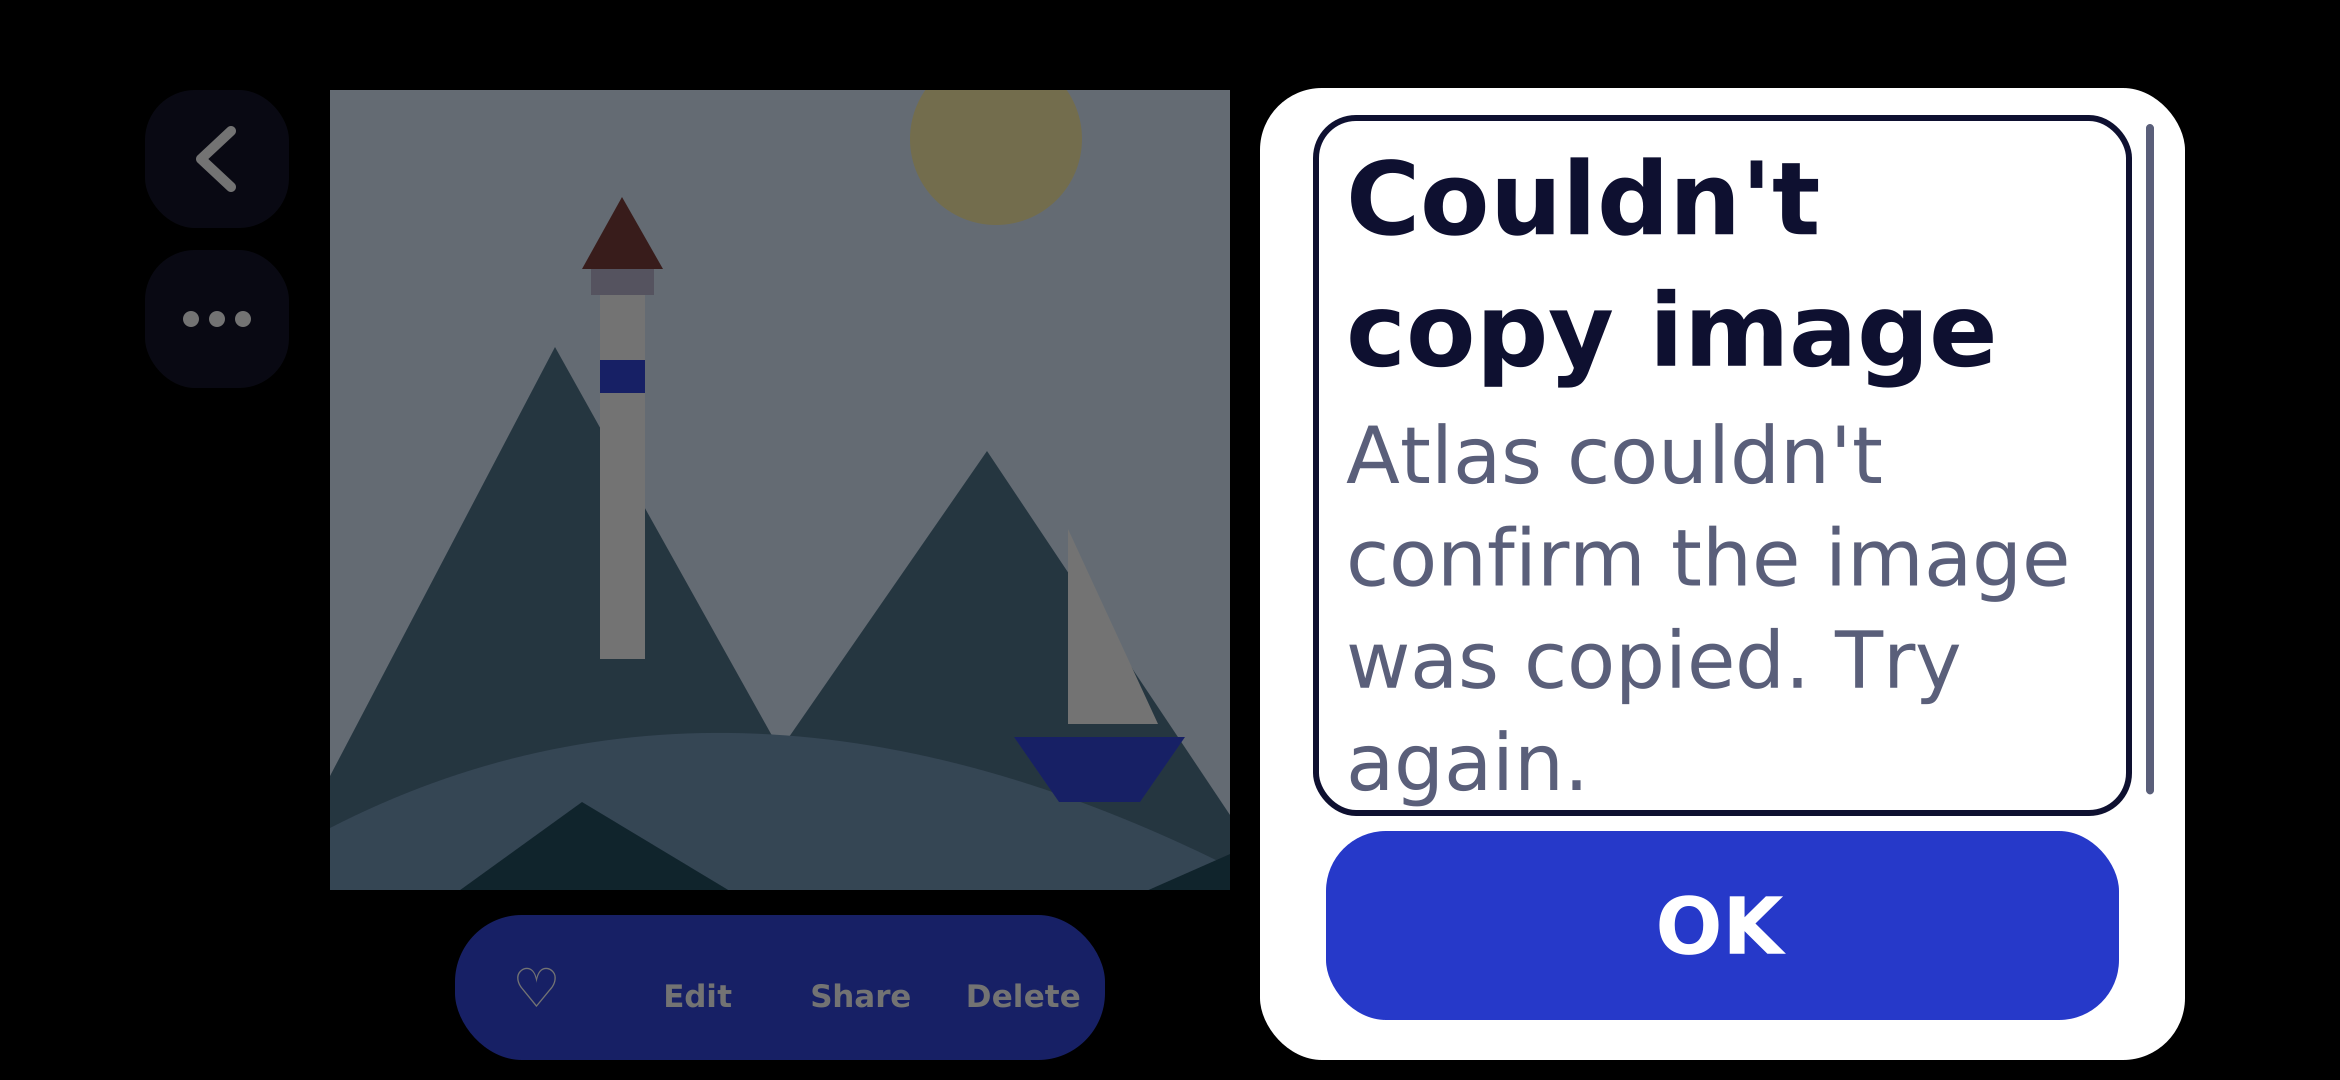 Couldn't
copy image
Atlas couldn't
confirm the image
was copied. Try
again.
OK
Edit Share Delete